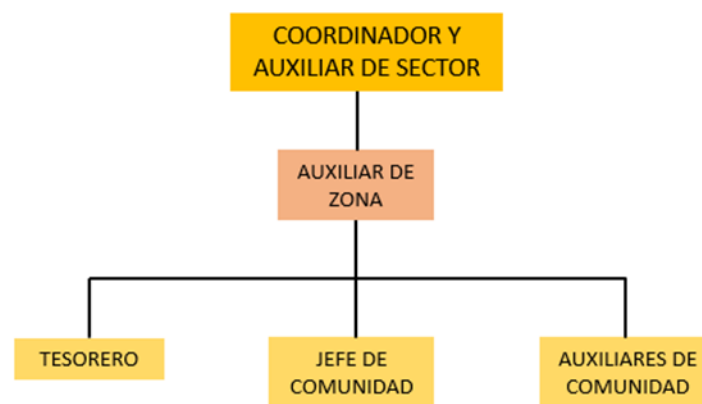 COORDINADOR Y
AUXILIAR DE SECTOR
AUXILIAR DE
ZONA
TESORERO
JEFE DE
COMUNIDAD
AUXILIARES DE
COMUNIDAD